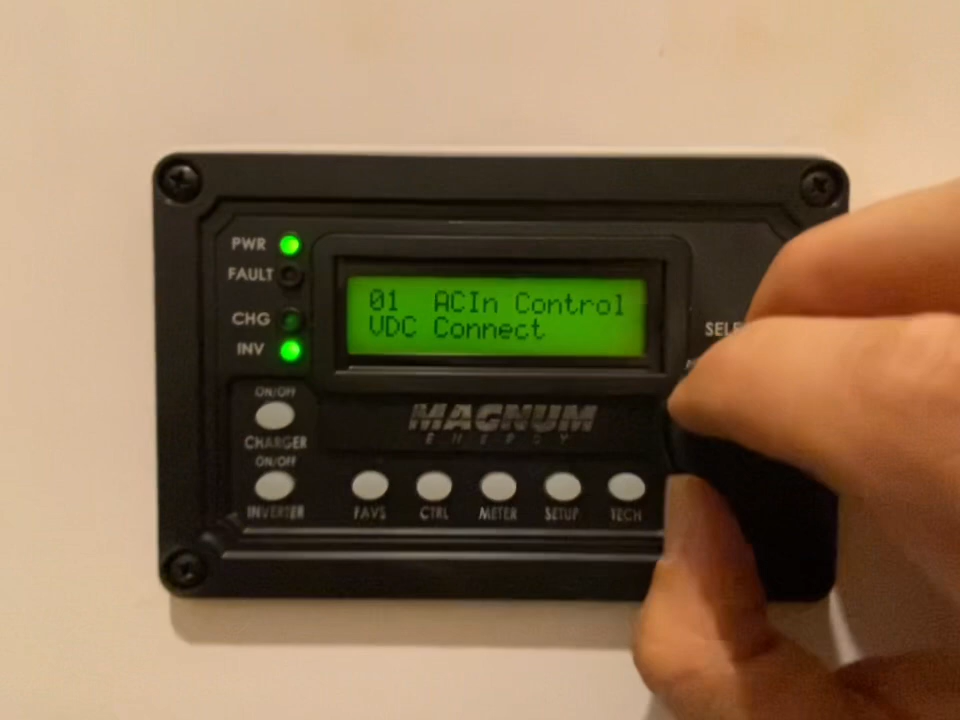 PWR
FAULT
CHG
INV
01 ACIn Control
VDC Connect
ON/OFF
CHARGER
ON/OFF
INVERTER
MAGNUM
ENERGY
FAVS
CTRL
METER
SETUP
TECH